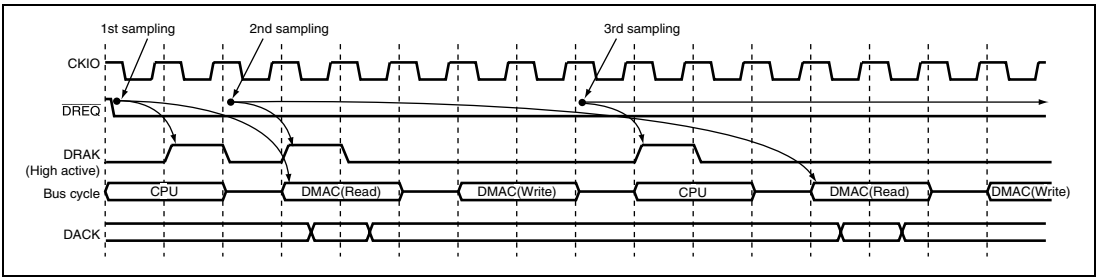 1st sampling 2nd sampling 3rd sampling
CKIO
DREQ
DRAK
(High active)
Bus cycle CPU DMAC(Read) DMAC(Write) CPU DMAC(Read) DMAC(Write)
DACK